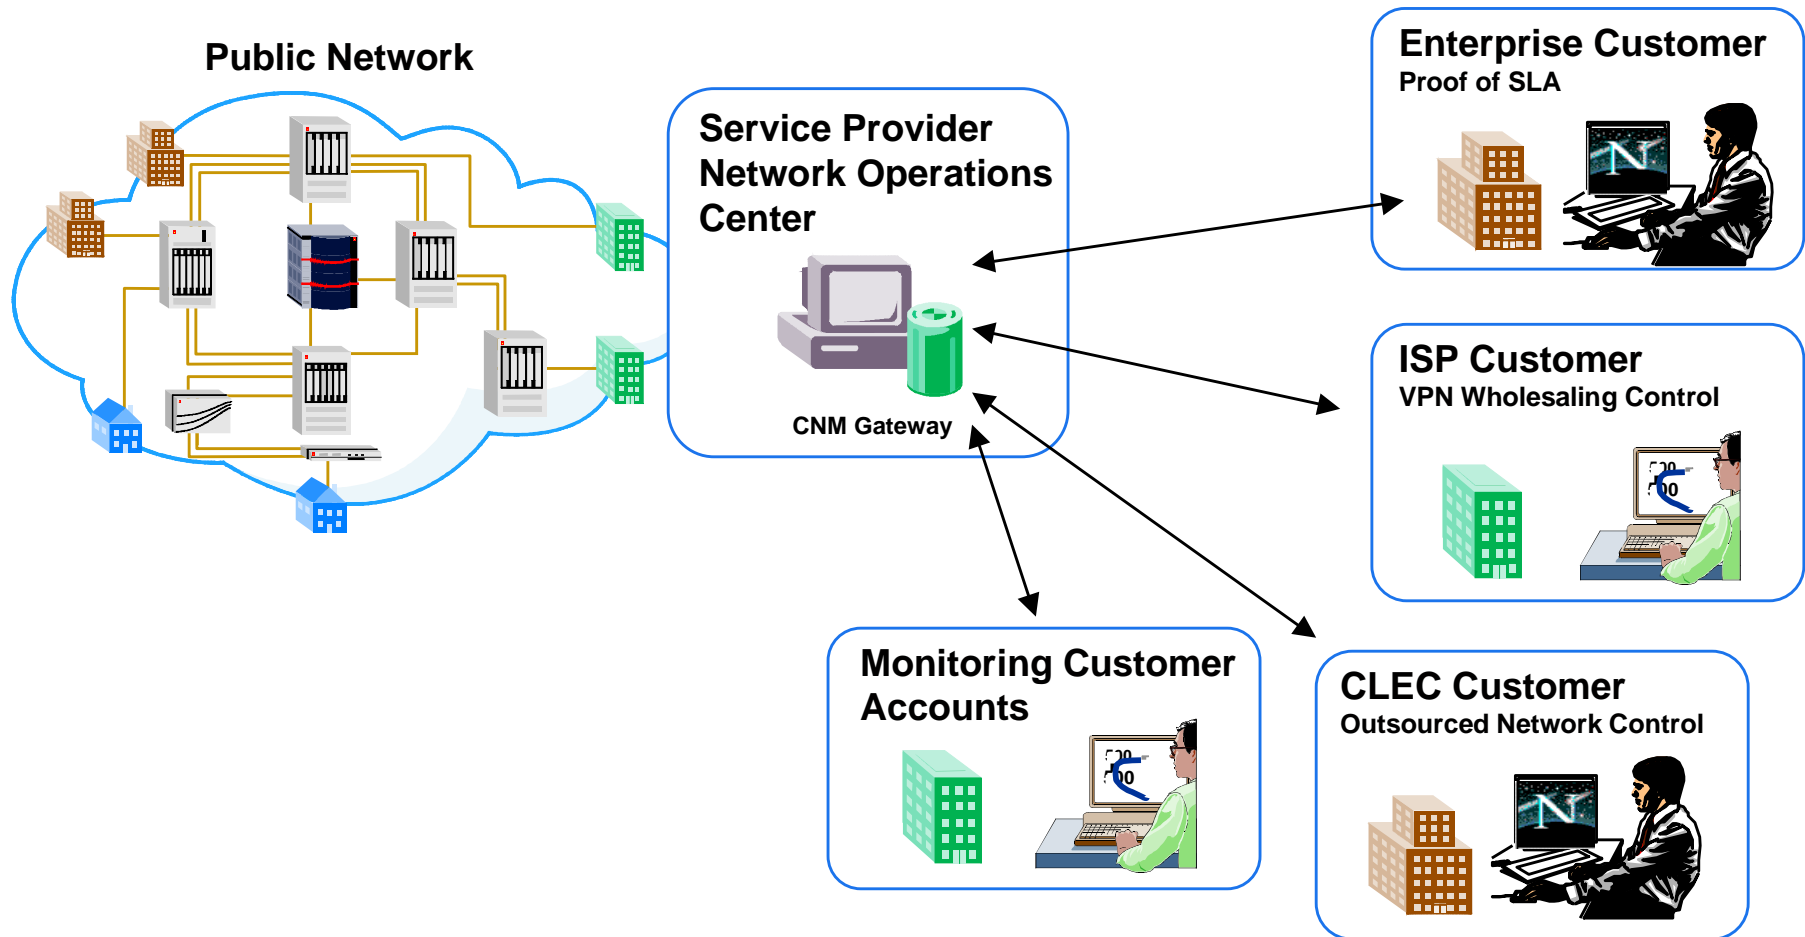 Public Network
Service Provider
Network Operations
Center
CNM Gateway
Enterprise Customer
Proof of SLA
N
ISP Customer
VPN Wholesaling Control
Monitoring Customer
Accounts
CLEC Customer
Outsourced Network Control
N